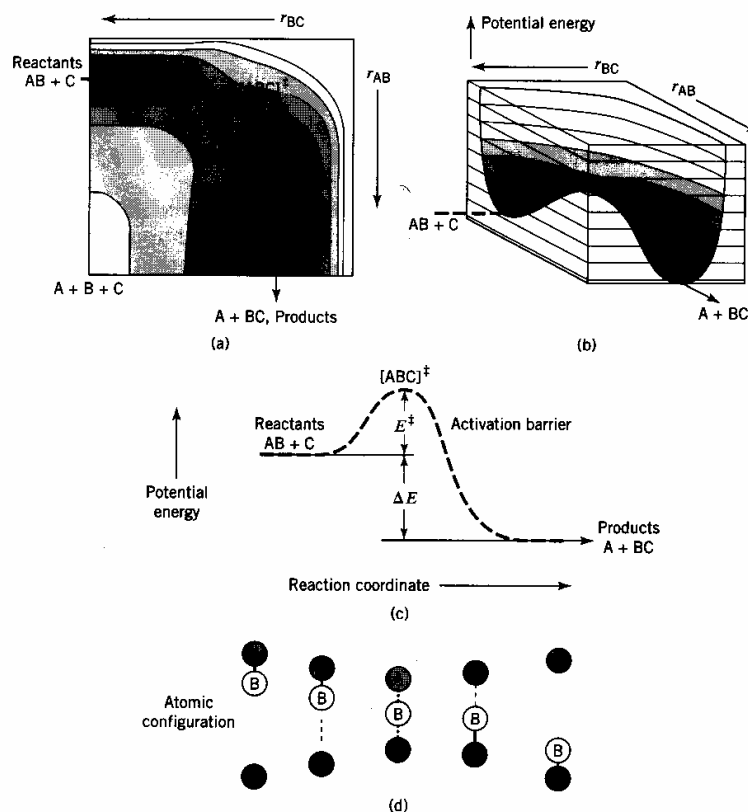 r_BC
Reactants
AB + C
r_AB
A + B + C
A + BC, Products
(a)
Potential energy
r_BC
r_AB
AB + C
A + BC
(b)
[ABC]‡
Reactants
AB + C
E‡
Activation barrier
Potential
energy
ΔE
Products
A + BC
Reaction coordinate
(c)
Atomic
configuration
B
B
B
B
B
(d)